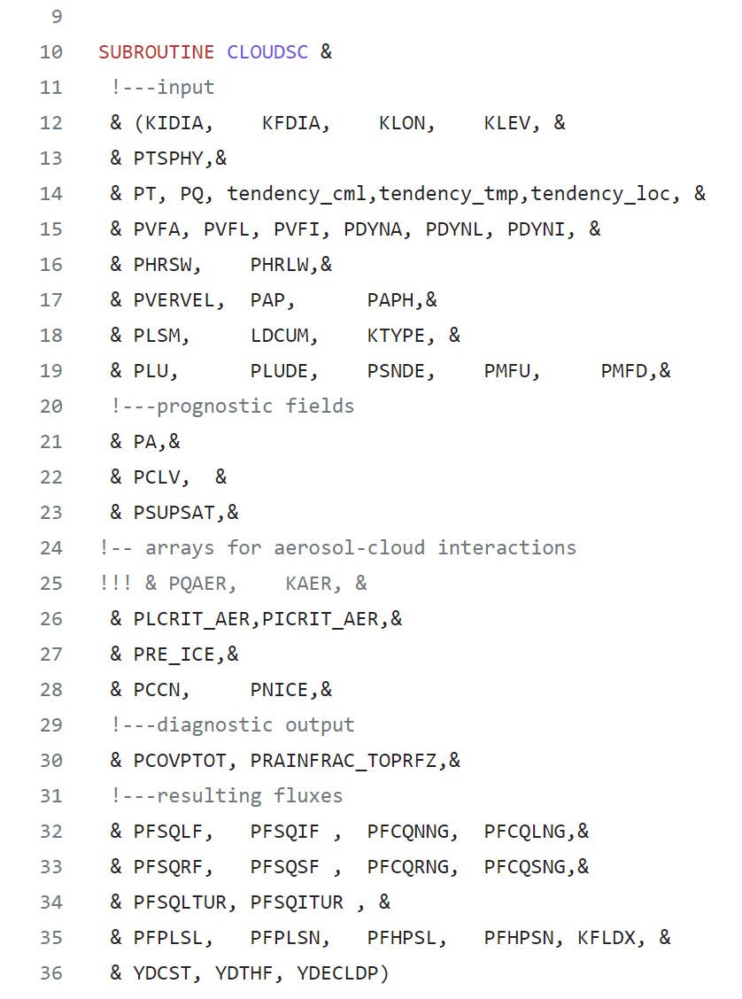 9
10 SUBROUTINE CLOUDSC &
11 !---input
12 & (KIDIA,    KFDIA,    KLON,    KLEV, &
13 & PTSPHY,&
14 & PT, PQ, tendency_cml,tendency_tmp,tendency_loc, &
15 & PVFA, PVFL, PVFI, PDYNA, PDYNL, PDYNI, &
16 & PHRSW,    PHRLW,&
17 & PVERVEL,  PAP,      PAPH,&
18 & PLSM,     LDCUM,    KTYPE, &
19 & PLU,      PLUDE,    PSNDE,    PMFU,     PMFD,&
20 !---prognostic fields
21 & PA,&
22 & PCLV,  &
23 & PSUPSAT,&
24 !-- arrays for aerosol-cloud interactions
25 !!! & PQAER,    KAER, &
26 & PLCRIT_AER,PICRIT_AER,&
27 & PRE_ICE,&
28 & PCCN,     PNICE,&
29 !---diagnostic output
30 & PCOVPTOT, PRAINFRAC_TOPRFZ,&
31 !---resulting fluxes
32 & PFSQLF,   PFSQIF ,  PFCQNNG,  PFCQLNG,&
33 & PFSQRF,   PFSQSF ,  PFCQRNG,  PFCQSNG,&
34 & PFSQLTUR, PFSQITUR , &
35 & PFPLSL,   PFPLSN,   PFHPSL,   PFHPSN, KFLDX, &
36 & YDCST, YDTHF, YDECLDP)